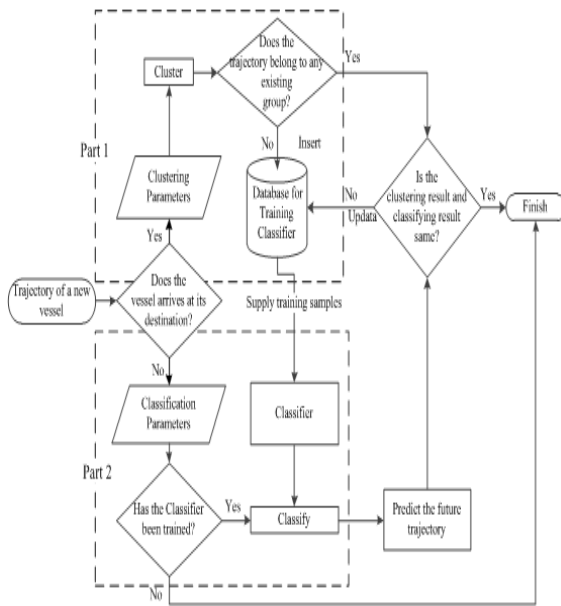 Does the
trajectory belong to any
existing
group?
Yes
Cluster
No
Insert
Part 1
Clustering
Parameters
Database for
Training
Classifier
No
Updata
Is the
clustering result and
classifying result
same?
Yes
Finish
Yes
Trajectory of a new
vessel
Does the
vessel arrives at its
destination?
Supply training samples
No
Classification
Parameters
Classifier
Part 2
Has the Classifier
been trained?
Yes
Classify
Predict the future
trajectory
No